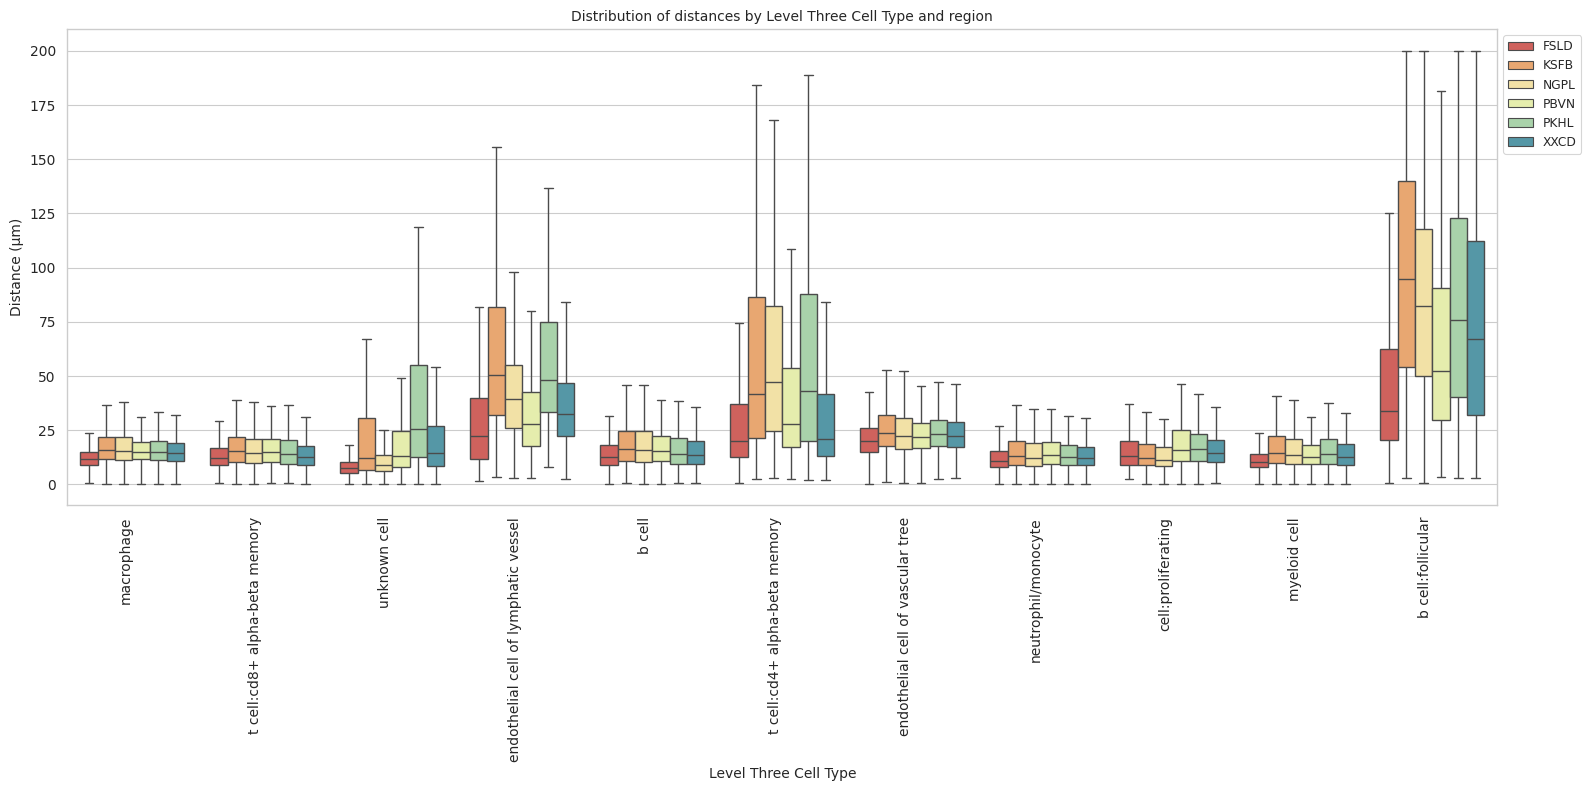 Distribution of distances by Level Three Cell Type and region
200
175
150
125
100
75
50
25
0
Distance (µm)
FSLD
KSFB
NGPL
PBVN
PKHL
XXCD
macrophage
t cell:cd8+ alpha-beta memory
unknown cell
endothelial cell of lymphatic vessel
b cell
t cell:cd4+ alpha-beta memory
endothelial cell of vascular tree
neutrophil/monocyte
cell:proliferating
myeloid cell
b cell:follicular
Level Three Cell Type